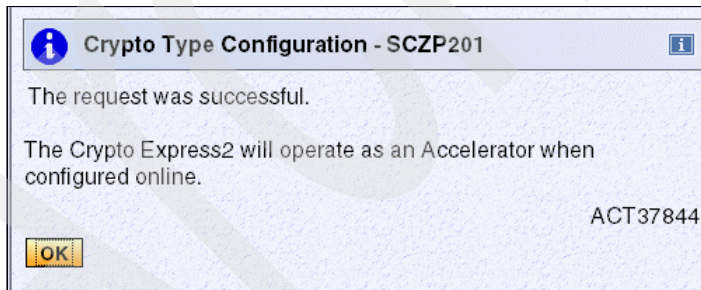 Crypto Type Configuration - SCZP201
The request was successful.
The Crypto Express2 will operate as an Accelerator when
configured online.
ACT37844
OK